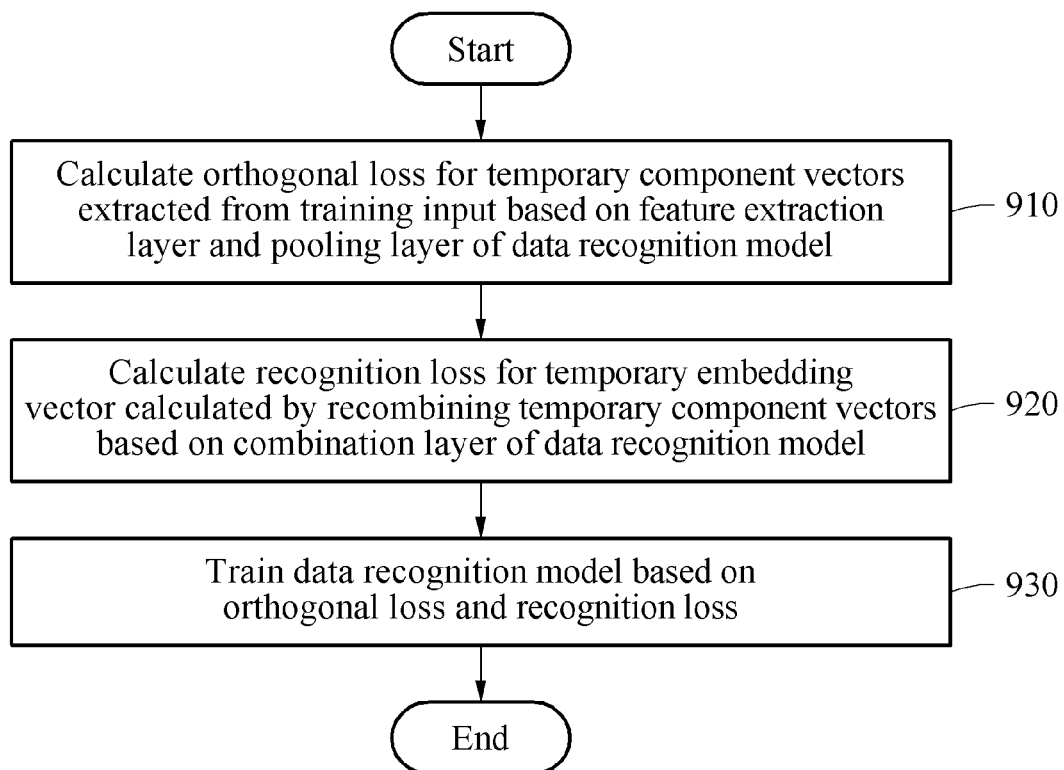 Start
Calculate orthogonal loss for temporary component vectors
extracted from training input based on feature extraction
layer and pooling layer of data recognition model
910
Calculate recognition loss for temporary embedding
vector calculated by recombining temporary component vectors
based on combination layer of data recognition model
920
Train data recognition model based on
orthogonal loss and recognition loss
930
End